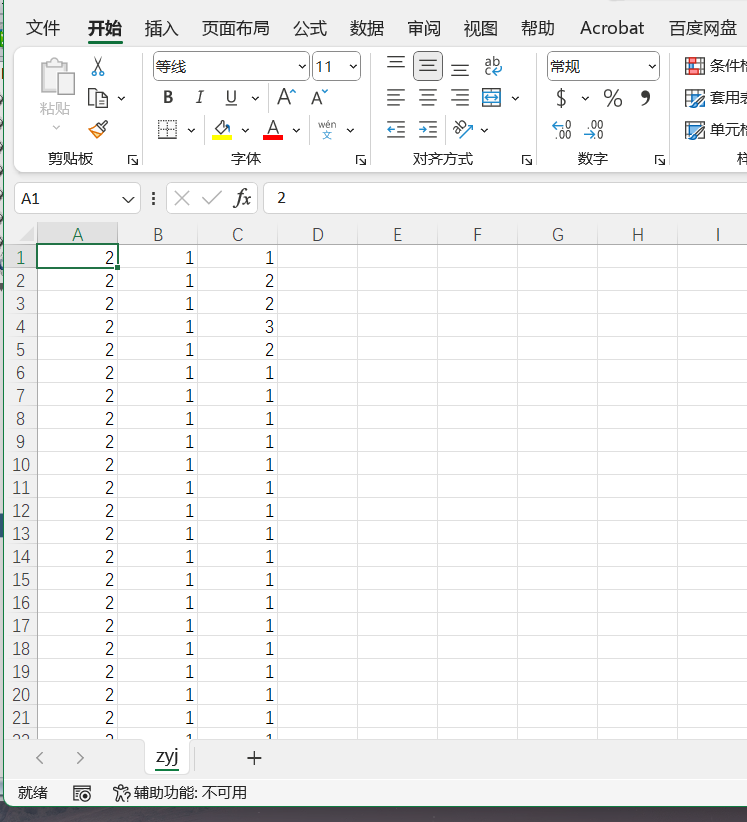 文件 开始 插入 页面布局 公式 数据 审阅 视图 帮助 Acrobat 百度网盘
等线 11 ab 常规 条件格
粘贴 B I U A A $ % 套用表
A wén 文 .00 .00 单元格
剪贴板 字体 对齐方式 数字
A1 fx 2
A B C D E F G H I
1 2 1 1
2 2 1 2
3 2 1 2
4 2 1 3
5 2 1 2
6 2 1 1
7 2 1 1
8 2 1 1
9 2 1 1
10 2 1 1
11 2 1 1
12 2 1 1
13 2 1 1
14 2 1 1
15 2 1 1
16 2 1 1
17 2 1 1
18 2 1 1
19 2 1 1
20 2 1 1
21 2 1 1
zyj
就绪 辅助功能: 不可用